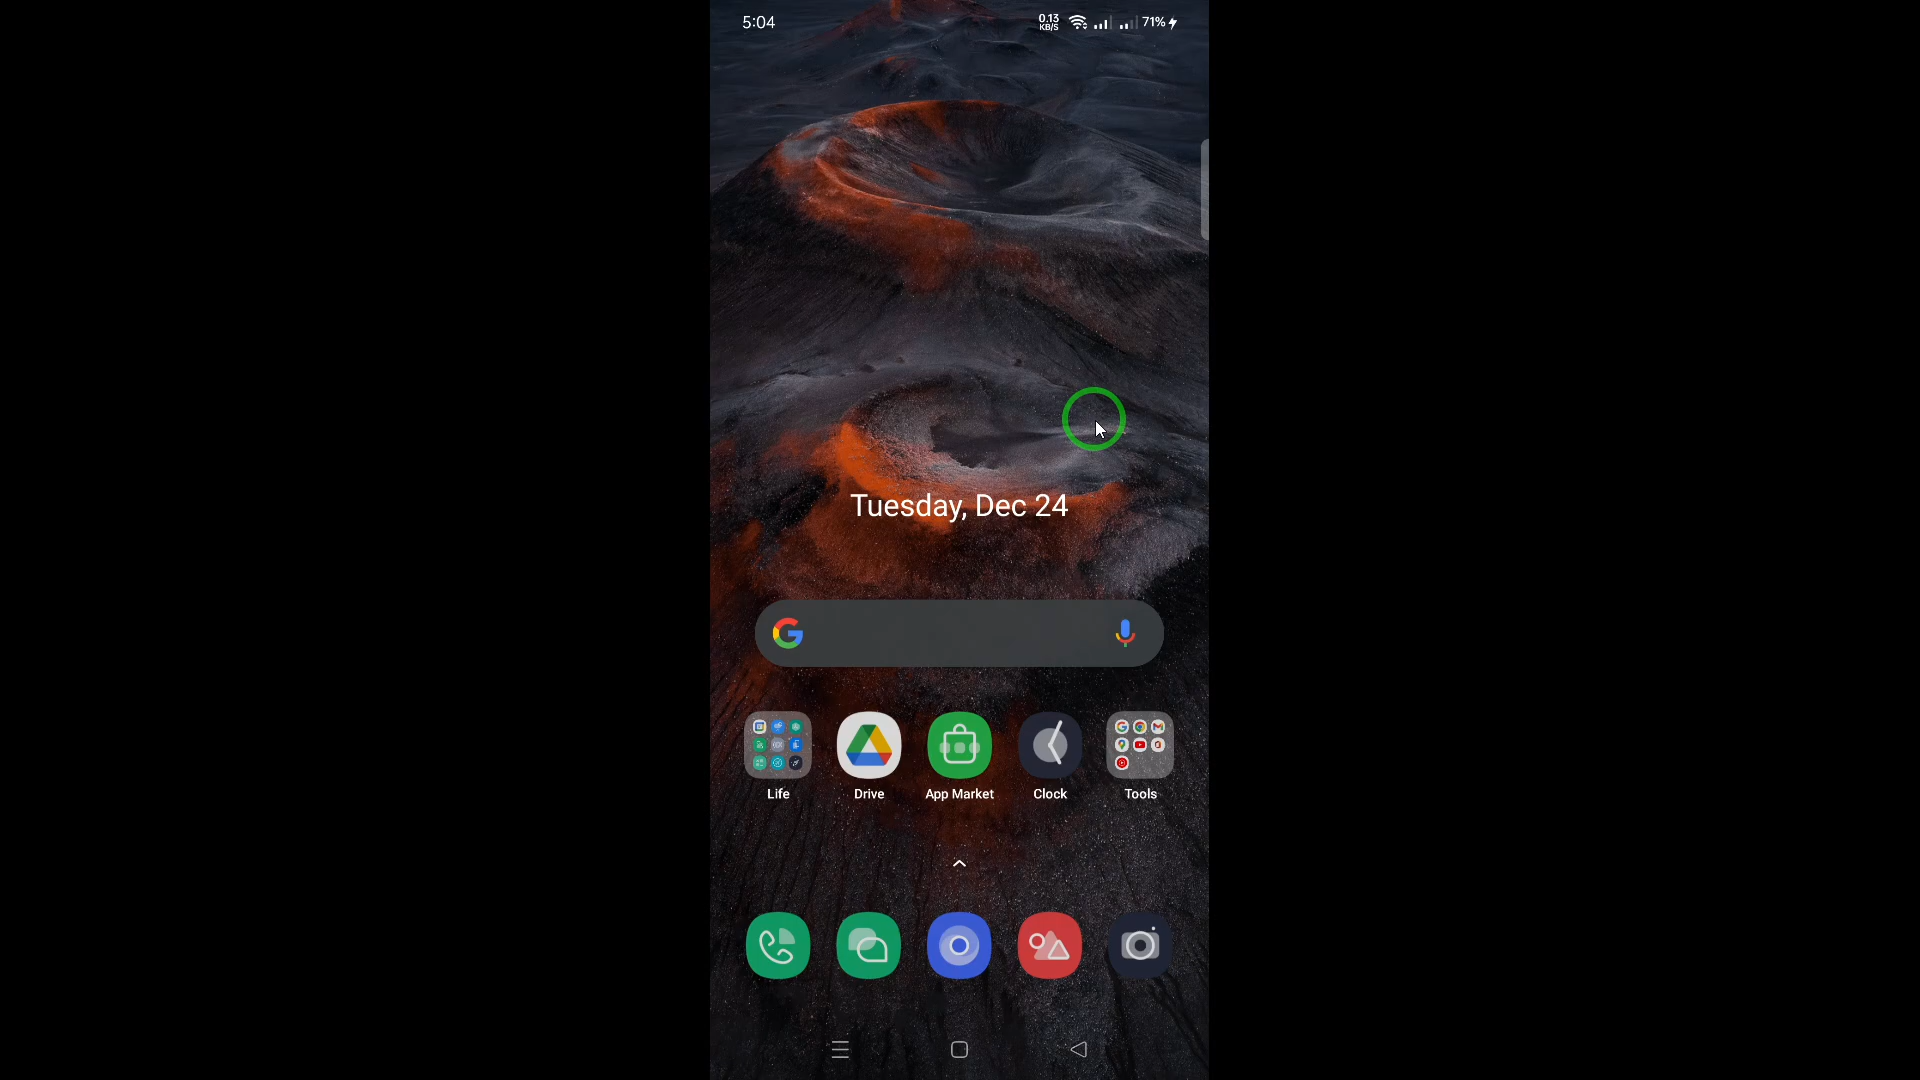 5:04
0.13
KB/S
71%
Tuesday, Dec 24
Life
Drive
App Market
Clock
Tools